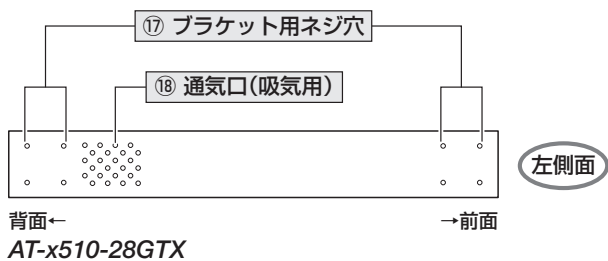 ⑰ ブラケット用ネジ穴
⑱ 通気口(吸気用)
左側面
背面← →前面
AT-x510-28GTX